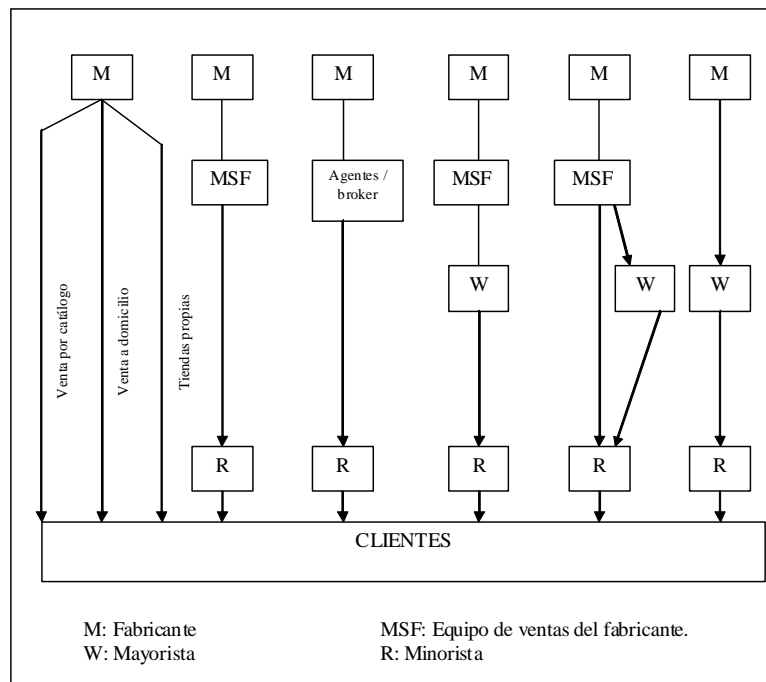 M M M M M M
MSF
Agentes /
broker
MSF
MSF
W
W
W
Venta por catálogo
Venta a domicilio
Tiendas propias
R R R R R
CLIENTES
M: Fabricante
MSF: Equipo de ventas del fabricante.
W: Mayorista
R: Minorista